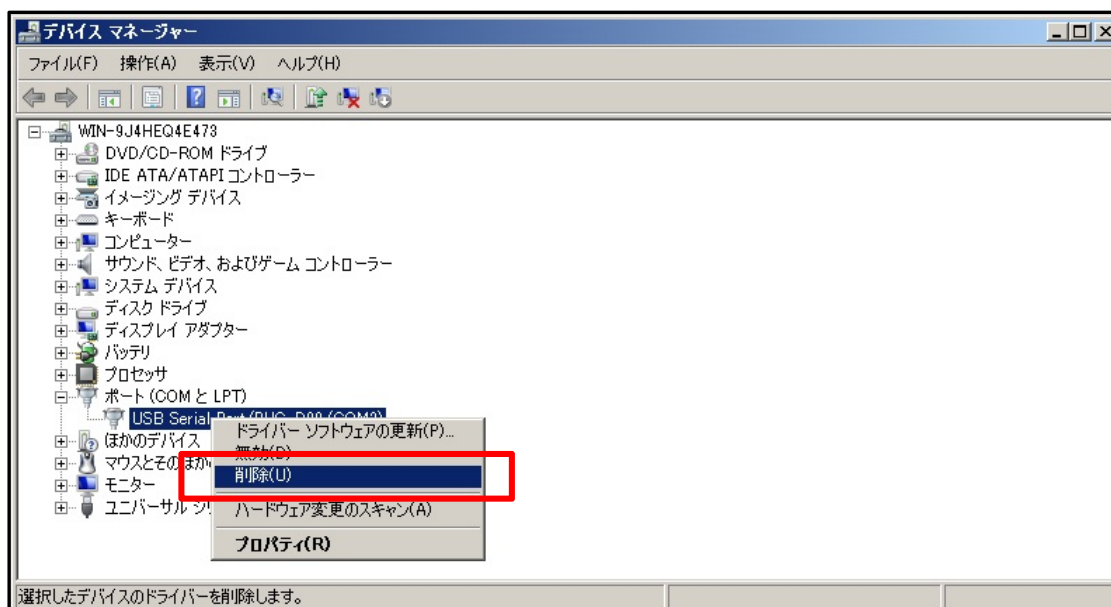 デバイス マネージャー
ファイル(F) 操作(A) 表示(V) ヘルプ(H)
WIN-9J4HEQ4E473
DVD/CD-ROM ドライブ
IDE ATA/ATAPI コントローラー
イメージング デバイス
キーボード
コンピューター
サウンド、ビデオ、およびゲーム コントローラー
システム デバイス
ディスク ドライブ
ディスプレイ アダプター
バッテリ
プロセッサ
ポート (COM と LPT)
USB Serial
ほかのデバイス
マウスとそのほか
モニター
ユニバーサル
ドライバー ソフトウェアの更新(P)...
無効(D)
削除(U)
ハードウェア変更のスキャン(A)
プロパティ(R)
選択したデバイスのドライバーを削除します。